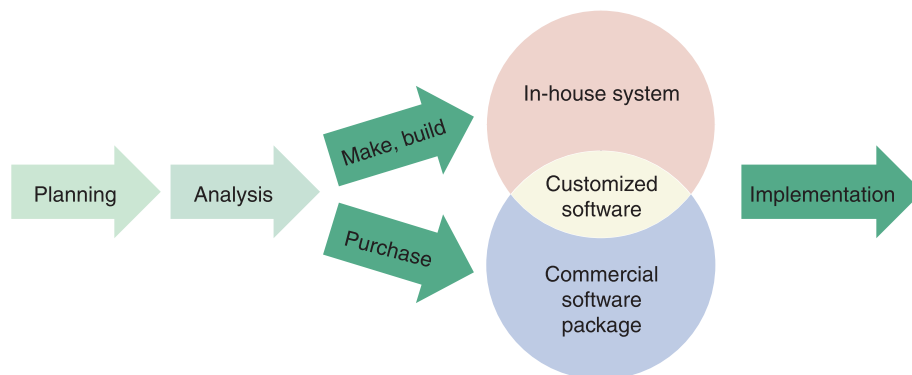 Planning
Analysis
Make, build
Purchase
In-house system
Customized
software
Commercial
software
package
Implementation